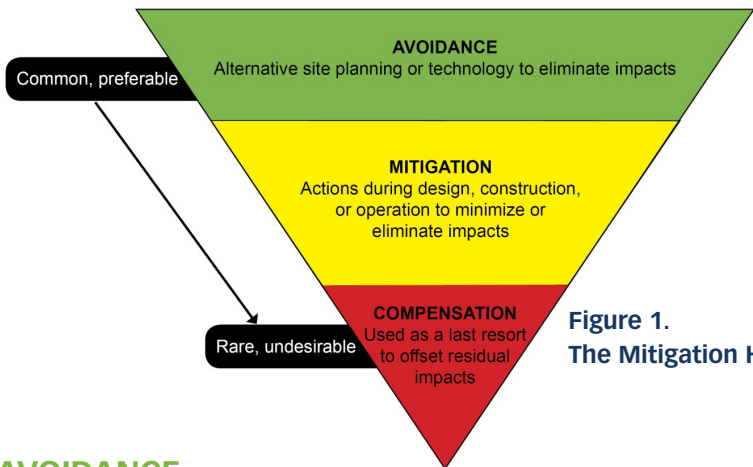 AVOIDANCE
Alternative site planning or technology to eliminate impacts
Common, preferable
MITIGATION
Actions during design, construction,
or operation to minimize or
eliminate impacts
COMPENSATION
Used as a last resort
to offset residual
impacts
Rare, undesirable
Figure 1.
The Mitigation H
AVOIDANCE